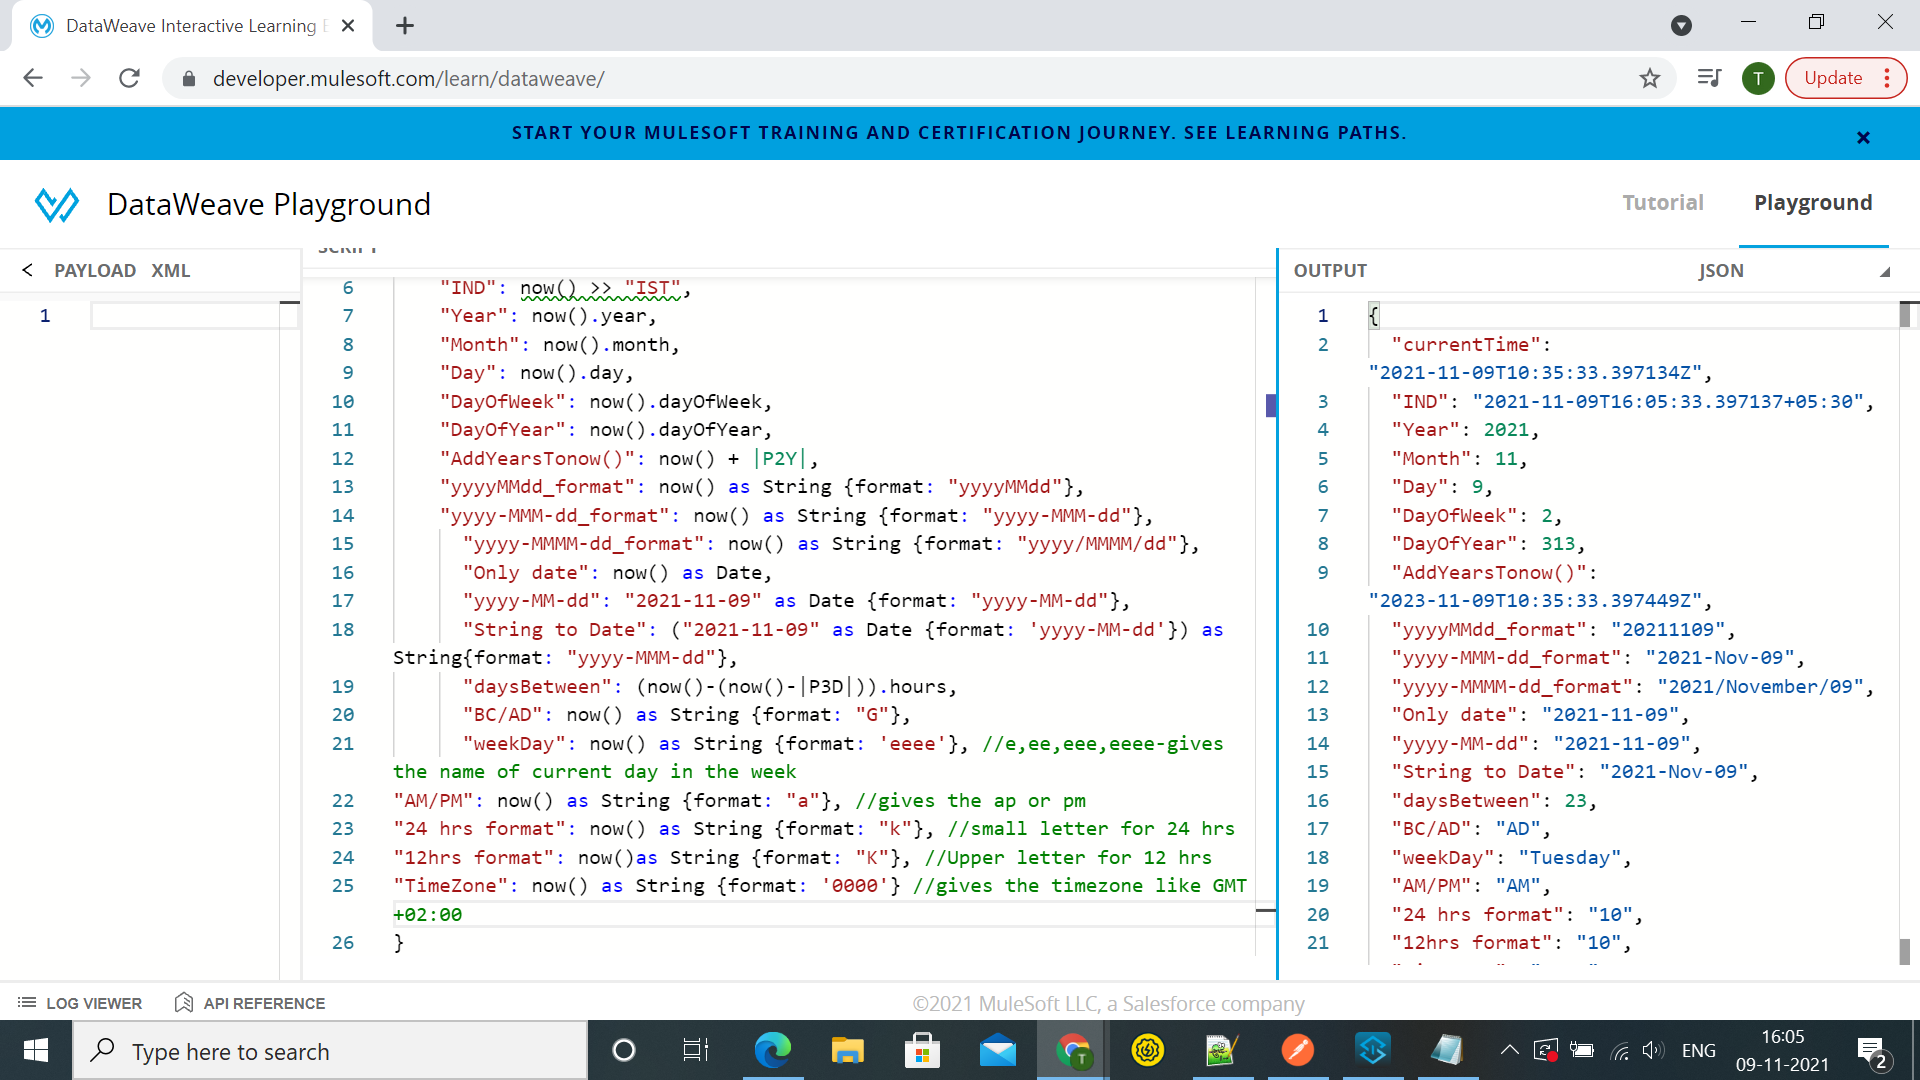 DataWeave Interactive Learning
developer.mulesoft.com/learn/dataweave/
T
Update
START YOUR MULESOFT TRAINING AND CERTIFICATION JOURNEY. SEE LEARNING PATHS.
DataWeave Playground
Tutorial
Playground
PAYLOAD XML
1
SCRIPT
6 "IND": now() >> "IST",
7 "Year": now().year,
8 "Month": now().month,
9 "Day": now().day,
10 "DayOfWeek": now().dayOfWeek,
11 "DayOfYear": now().dayOfYear,
12 "AddYearsTonow()": now() + |P2Y|,
13 "yyyyMMdd_format": now() as String {format: "yyyyMMdd"},
14 "yyyy-MMM-dd_format": now() as String {format: "yyyy-MMM-dd"},
15 "yyyy-MMMM-dd_format": now() as String {format: "yyyy/MMMM/dd"},
16 "Only date": now() as Date,
17 "yyyy-MM-dd": "2021-11-09" as Date {format: "yyyy-MM-dd"},
18 "String to Date": ("2021-11-09" as Date {format: 'yyyy-MM-dd'}) as
String{format: "yyyy-MMM-dd"},
19 "daysBetween": (now()-(now()-|P3D|)).hours,
20 "BC/AD": now() as String {format: "G"},
21 "weekDay": now() as String {format: 'eeee'}, //e,ee,eee,eeee-gives
the name of current day in the week
22 "AM/PM": now() as String {format: "a"}, //gives the ap or pm
23 "24 hrs format": now() as String {format: "k"}, //small letter for 24 hrs
24 "12hrs format": now()as String {format: "K"}, //Upper letter for 12 hrs
25 "TimeZone": now() as String {format: '0000'} //gives the timezone like GMT
+02:00
26 }
OUTPUT JSON
1 {
2 "currentTime":
"2021-11-09T10:35:33.397134Z",
3 "IND": "2021-11-09T16:05:33.397137+05:30",
4 "Year": 2021,
5 "Month": 11,
6 "Day": 9,
7 "DayOfWeek": 2,
8 "DayOfYear": 313,
9 "AddYearsTonow()":
"2023-11-09T10:35:33.397449Z",
10 "yyyyMMdd_format": "20211109",
11 "yyyy-MMM-dd_format": "2021-Nov-09",
12 "yyyy-MMMM-dd_format": "2021/November/09",
13 "Only date": "2021-11-09",
14 "yyyy-MM-dd": "2021-11-09",
15 "String to Date": "2021-Nov-09",
16 "daysBetween": 23,
17 "BC/AD": "AD",
18 "weekDay": "Tuesday",
19 "AM/PM": "AM",
20 "24 hrs format": "10",
21 "12hrs format": "10",
LOG VIEWER
API REFERENCE
©2021 MuleSoft LLC, a Salesforce company
Type here to search
T
ENG
16:05
09-11-2021
2